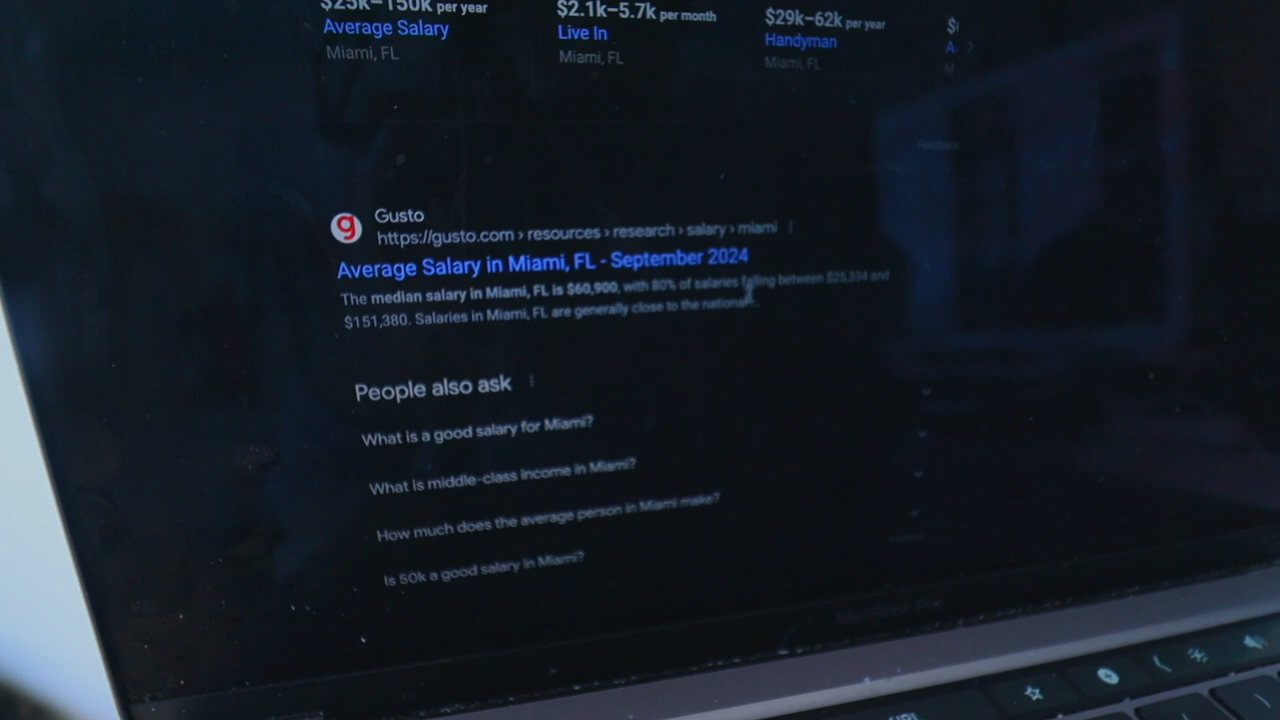 $25k–150k per year
Average Salary
Miami, FL
$2.1k–5.7k per month
Live In
Miami, FL
$29k–62k per year
Handyman
Miami, FL
Feedback
Gusto
https://gusto.com › resources › research › salary › miami
Average Salary in Miami, FL - September 2024
The median salary in Miami, FL is $60,900, with 80% of salaries falling between $25,334 and
$151,380. Salaries in Miami, FL are generally close to the national...
People also ask
What is a good salary for Miami?
What is middle-class income in Miami?
How much does the average person in Miami make?
Is 50k a good salary in Miami?
MacBook Pro